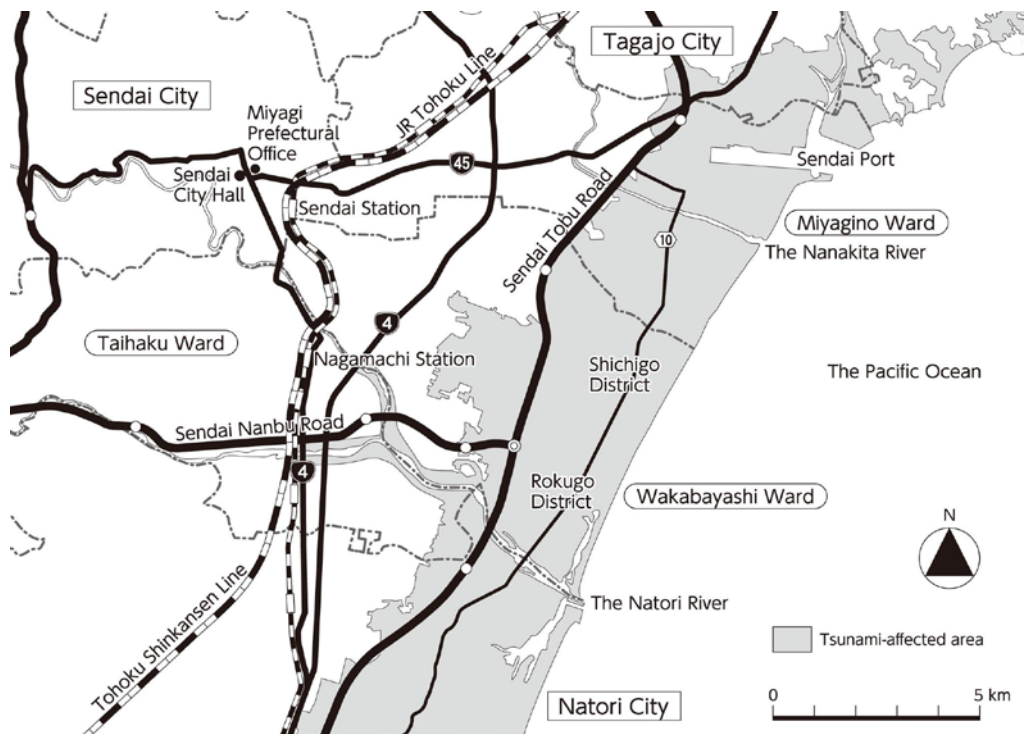 Tagajo City
Sendai City
JR Tohoku Line
Miyagi
Prefectural
Office
45
Sendai Port
Sendai
City Hall
Sendai Station
Sendai Tobu Road
Miyagino Ward
10
The Nanakita River
4
Taihaku Ward
Nagamachi Station
Shichigo
District
The Pacific Ocean
Sendai Nanbu Road
4
Rokugo
District
Wakabayashi Ward
N
Tohoku Shinkansen Line
The Natori River
Tsunami-affected area
Natori City
0 5 km